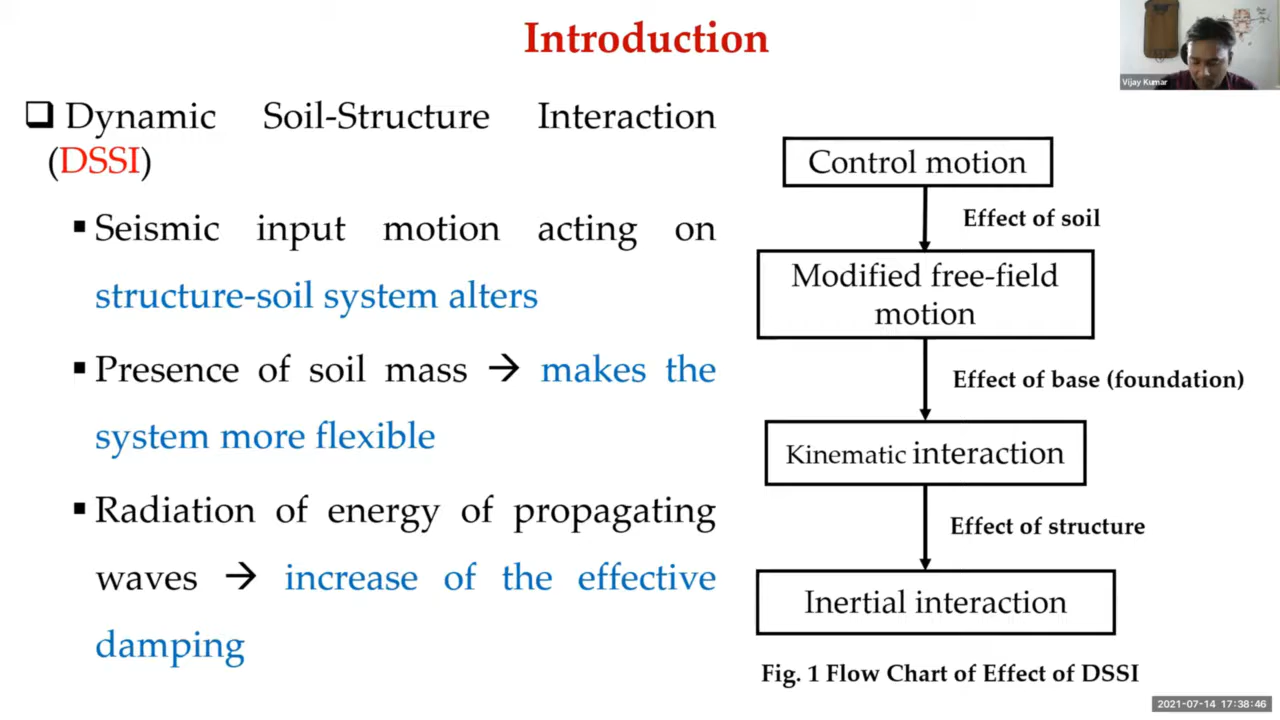 Introduction
Vijay Kumar
Dynamic Soil-Structure Interaction
(DSSI)
Seismic input motion acting on
structure-soil system alters
Presence of soil mass → makes the
system more flexible
Radiation of energy of propagating
waves → increase of the effective
damping
Control motion
Effect of soil
Modified free-field
motion
Effect of base (foundation)
Kinematic interaction
Effect of structure
Inertial interaction
Fig. 1 Flow Chart of Effect of DSSI
2021-07-14 17:38:46